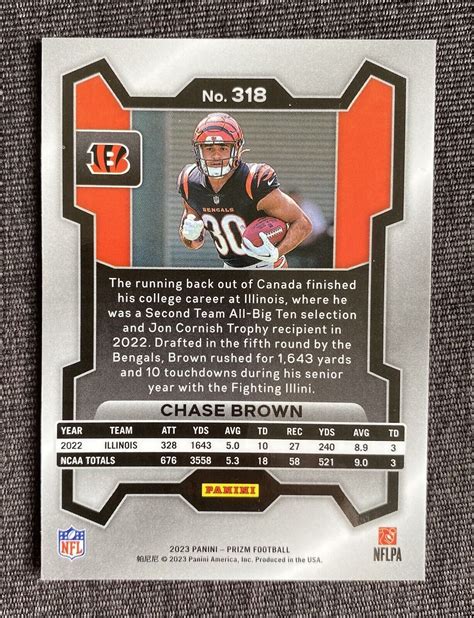 No. 318
B
BENGALS
30
The running back out of Canada finished
his college career at Illinois, where he
was a Second Team All-Big Ten selection
and Jon Cornish Trophy recipient in
2022. Drafted in the fifth round by the
Bengals, Brown rushed for 1,643 yards
and 10 touchdowns during his senior
year with the Fighting Illini.
CHASE BROWN
YEAR TEAM ATT YDS AVG TD REC YDS AVG TD
2022 ILLINOIS 328 1643 5.0 10 27 240 8.9 3
NCAA TOTALS 676 3558 5.3 18 58 521 9.0 3
PANINI
NFL
NFLPA
2023 PANINI – PRIZM FOOTBALL
帕尼尼 © 2023 Panini America, Inc. Produced in the USA.